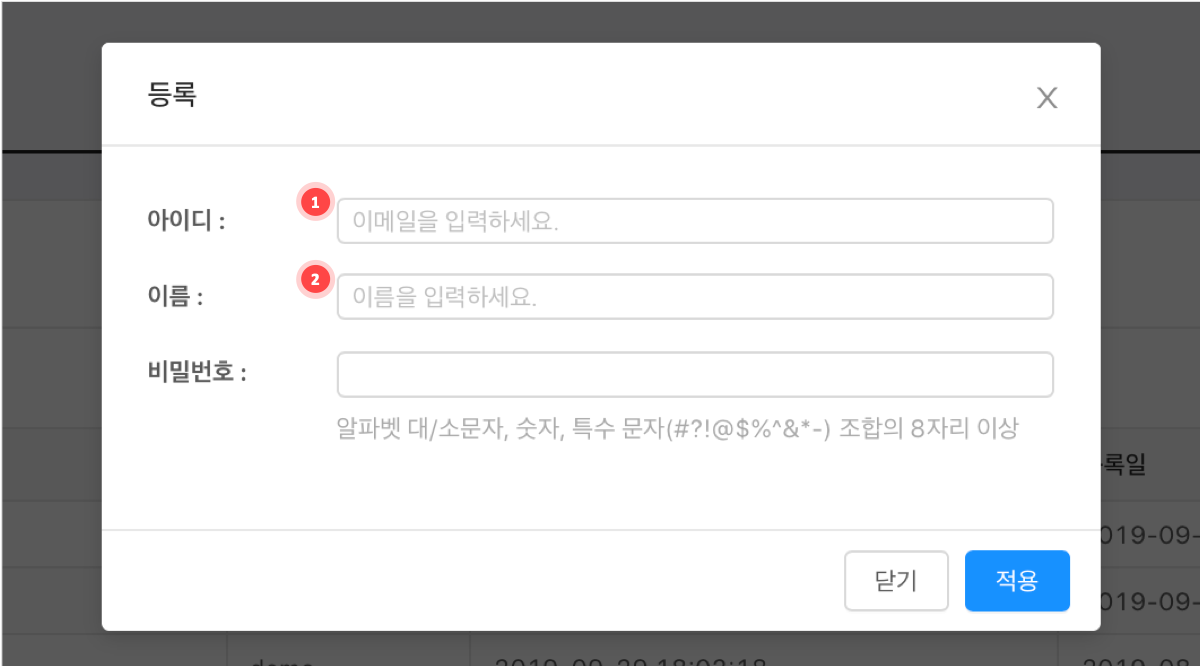 등록
X
아이디 :
1
이메일을 입력하세요.
이름 :
2
이름을 입력하세요.
비밀번호 :
알파벳 대/소문자, 숫자, 특수 문자(#?!@$%^&*-) 조합의 8자리 이상
록일
019-09-
닫기
적용
019-09-